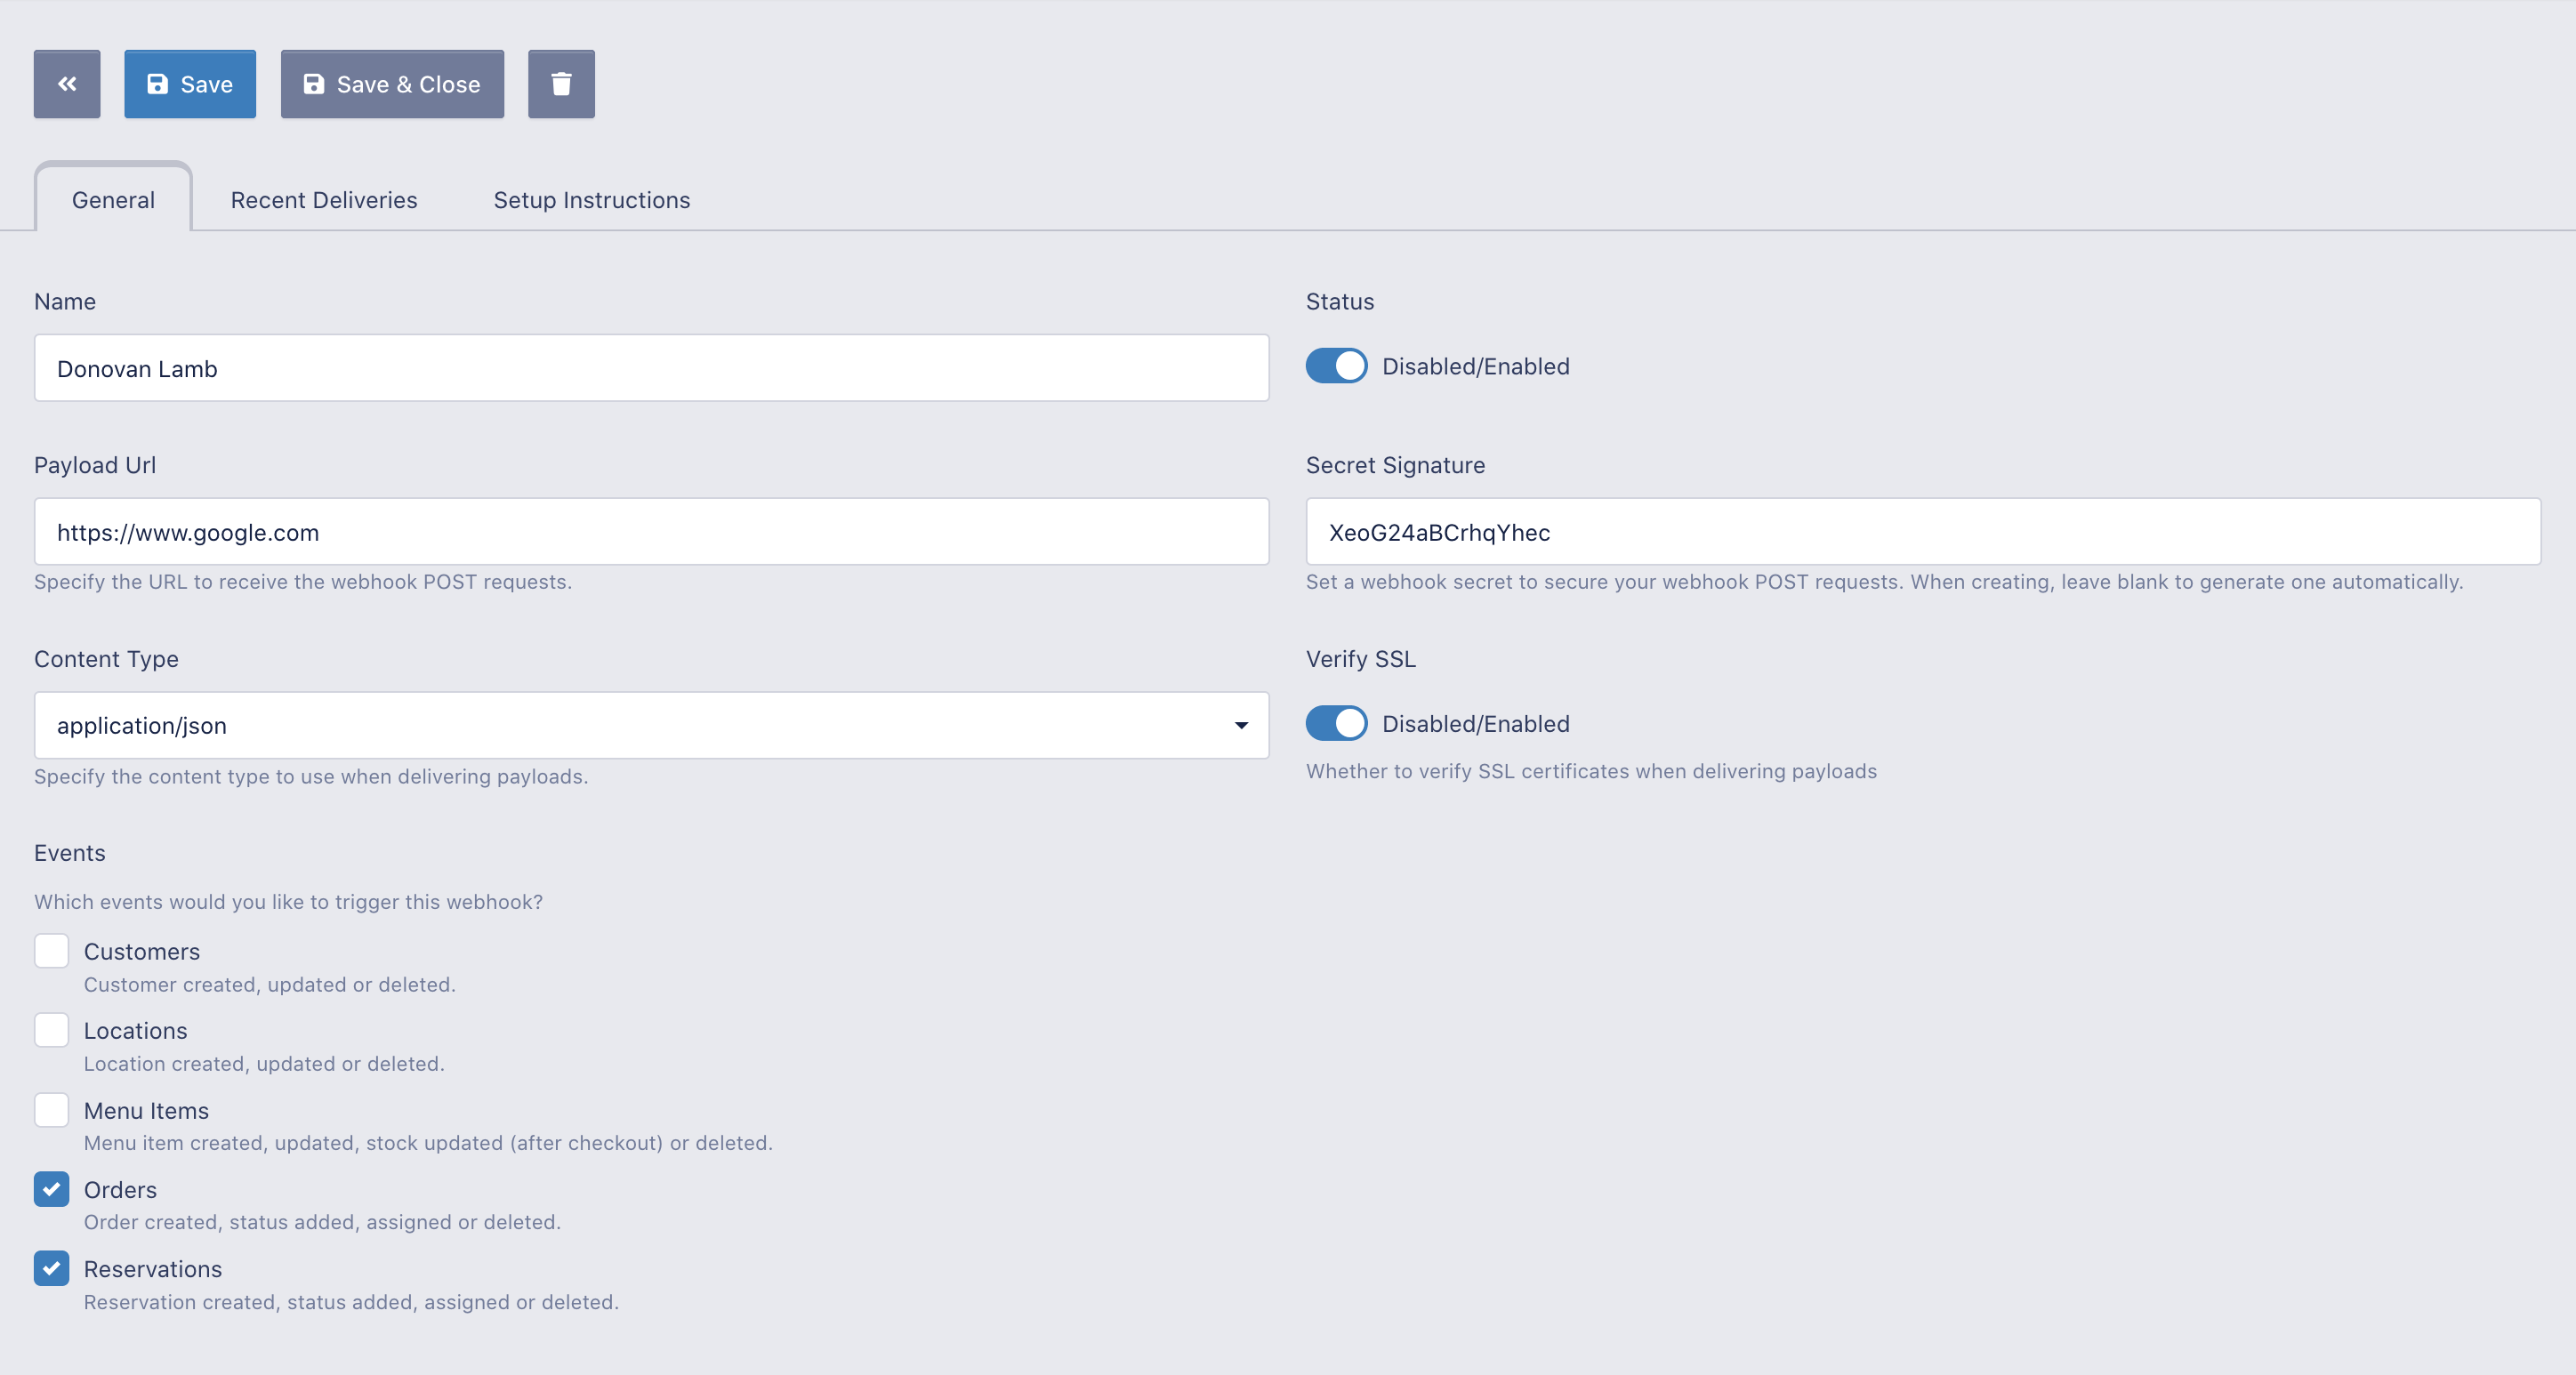 Save
Save & Close
General
Recent Deliveries
Setup Instructions
Name
Status
Donovan Lamb
Disabled/Enabled
Payload Url
Secret Signature
https://www.google.com
XeoG24aBCrhqYhec
Specify the URL to receive the webhook POST requests.
Set a webhook secret to secure your webhook POST requests. When creating, leave blank to generate one automatically.
Content Type
Verify SSL
application/json
Disabled/Enabled
Specify the content type to use when delivering payloads.
Whether to verify SSL certificates when delivering payloads
Events
Which events would you like to trigger this webhook?
Customers
Customer created, updated or deleted.
Locations
Location created, updated or deleted.
Menu Items
Menu item created, updated, stock updated (after checkout) or deleted.
Orders
Order created, status added, assigned or deleted.
Reservations
Reservation created, status added, assigned or deleted.